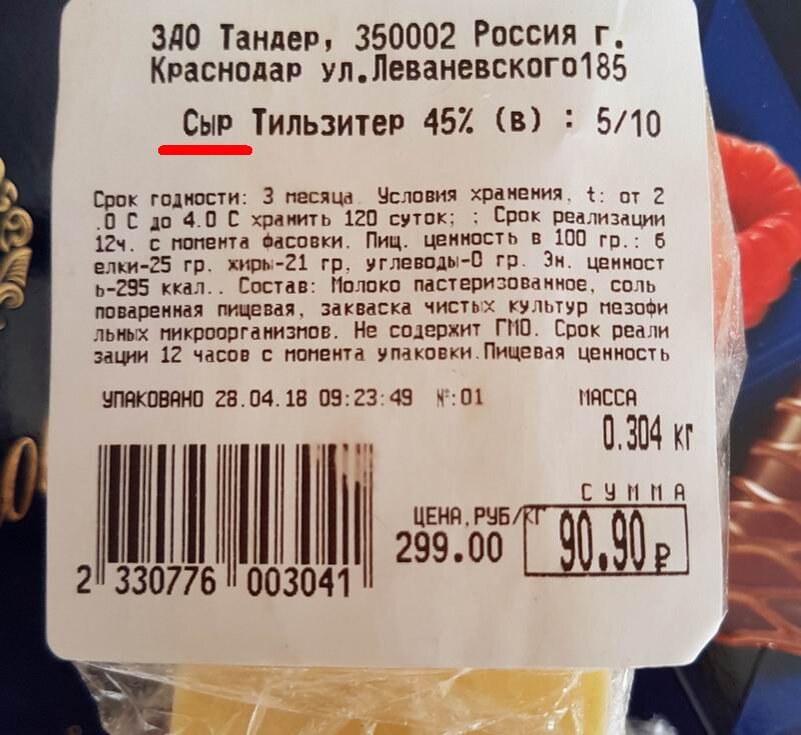 ЗАО Тандер, 350002 Россия г.
Краснодар ул.Леваневского185
Сыр Тильзитер 45% (в) : 5/10
Срок годности: 3 месяца Условия хранения, t: от 2
.0 С до 4.0 С хранить 120 суток; ; Срок реализации
12ч. с момента фасовки. Пищ. ценность в 100 гр.: б
елки-25 гр. жиры-21 гр, углеводы-0 гр. Эн. ценност
ь-295 ккал.. Состав: Молоко пастеризованное, соль
поваренная пищевая, закваска чистых культур мезофи
льных микроорганизмов. Не содержит ГМО. Срок реали
зации 12 часов с момента упаковки.Пищевая ценность
УПАКОВАНО 28.04.18 09:23:49 №:01
МАССА
0.304 кг
СУММА
ЦЕНА,РУБ/КГ
299.00
90.90 ₽
2 330776 003041